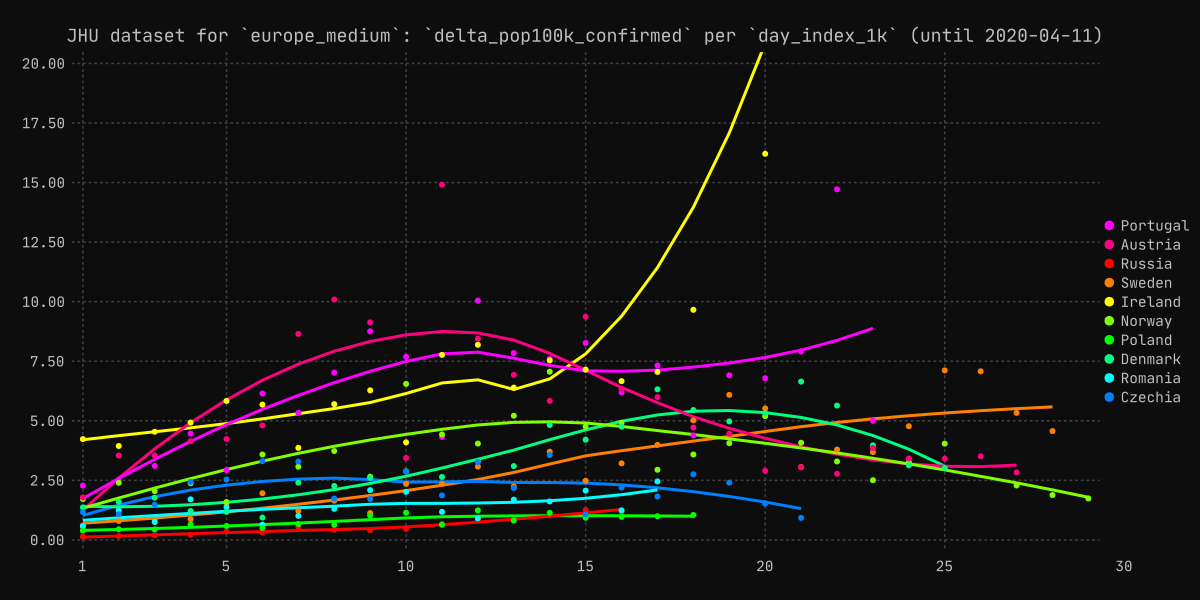 JHU dataset for `europe_medium`: `delta_pop100k_confirmed` per `day_index_1k` (until 2020-04-11)
20.00
17.50
15.00
12.50
10.00
7.50
5.00
2.50
0.00
1 5 10 15 20 25 30
Portugal
Austria
Russia
Sweden
Ireland
Norway
Poland
Denmark
Romania
Czechia